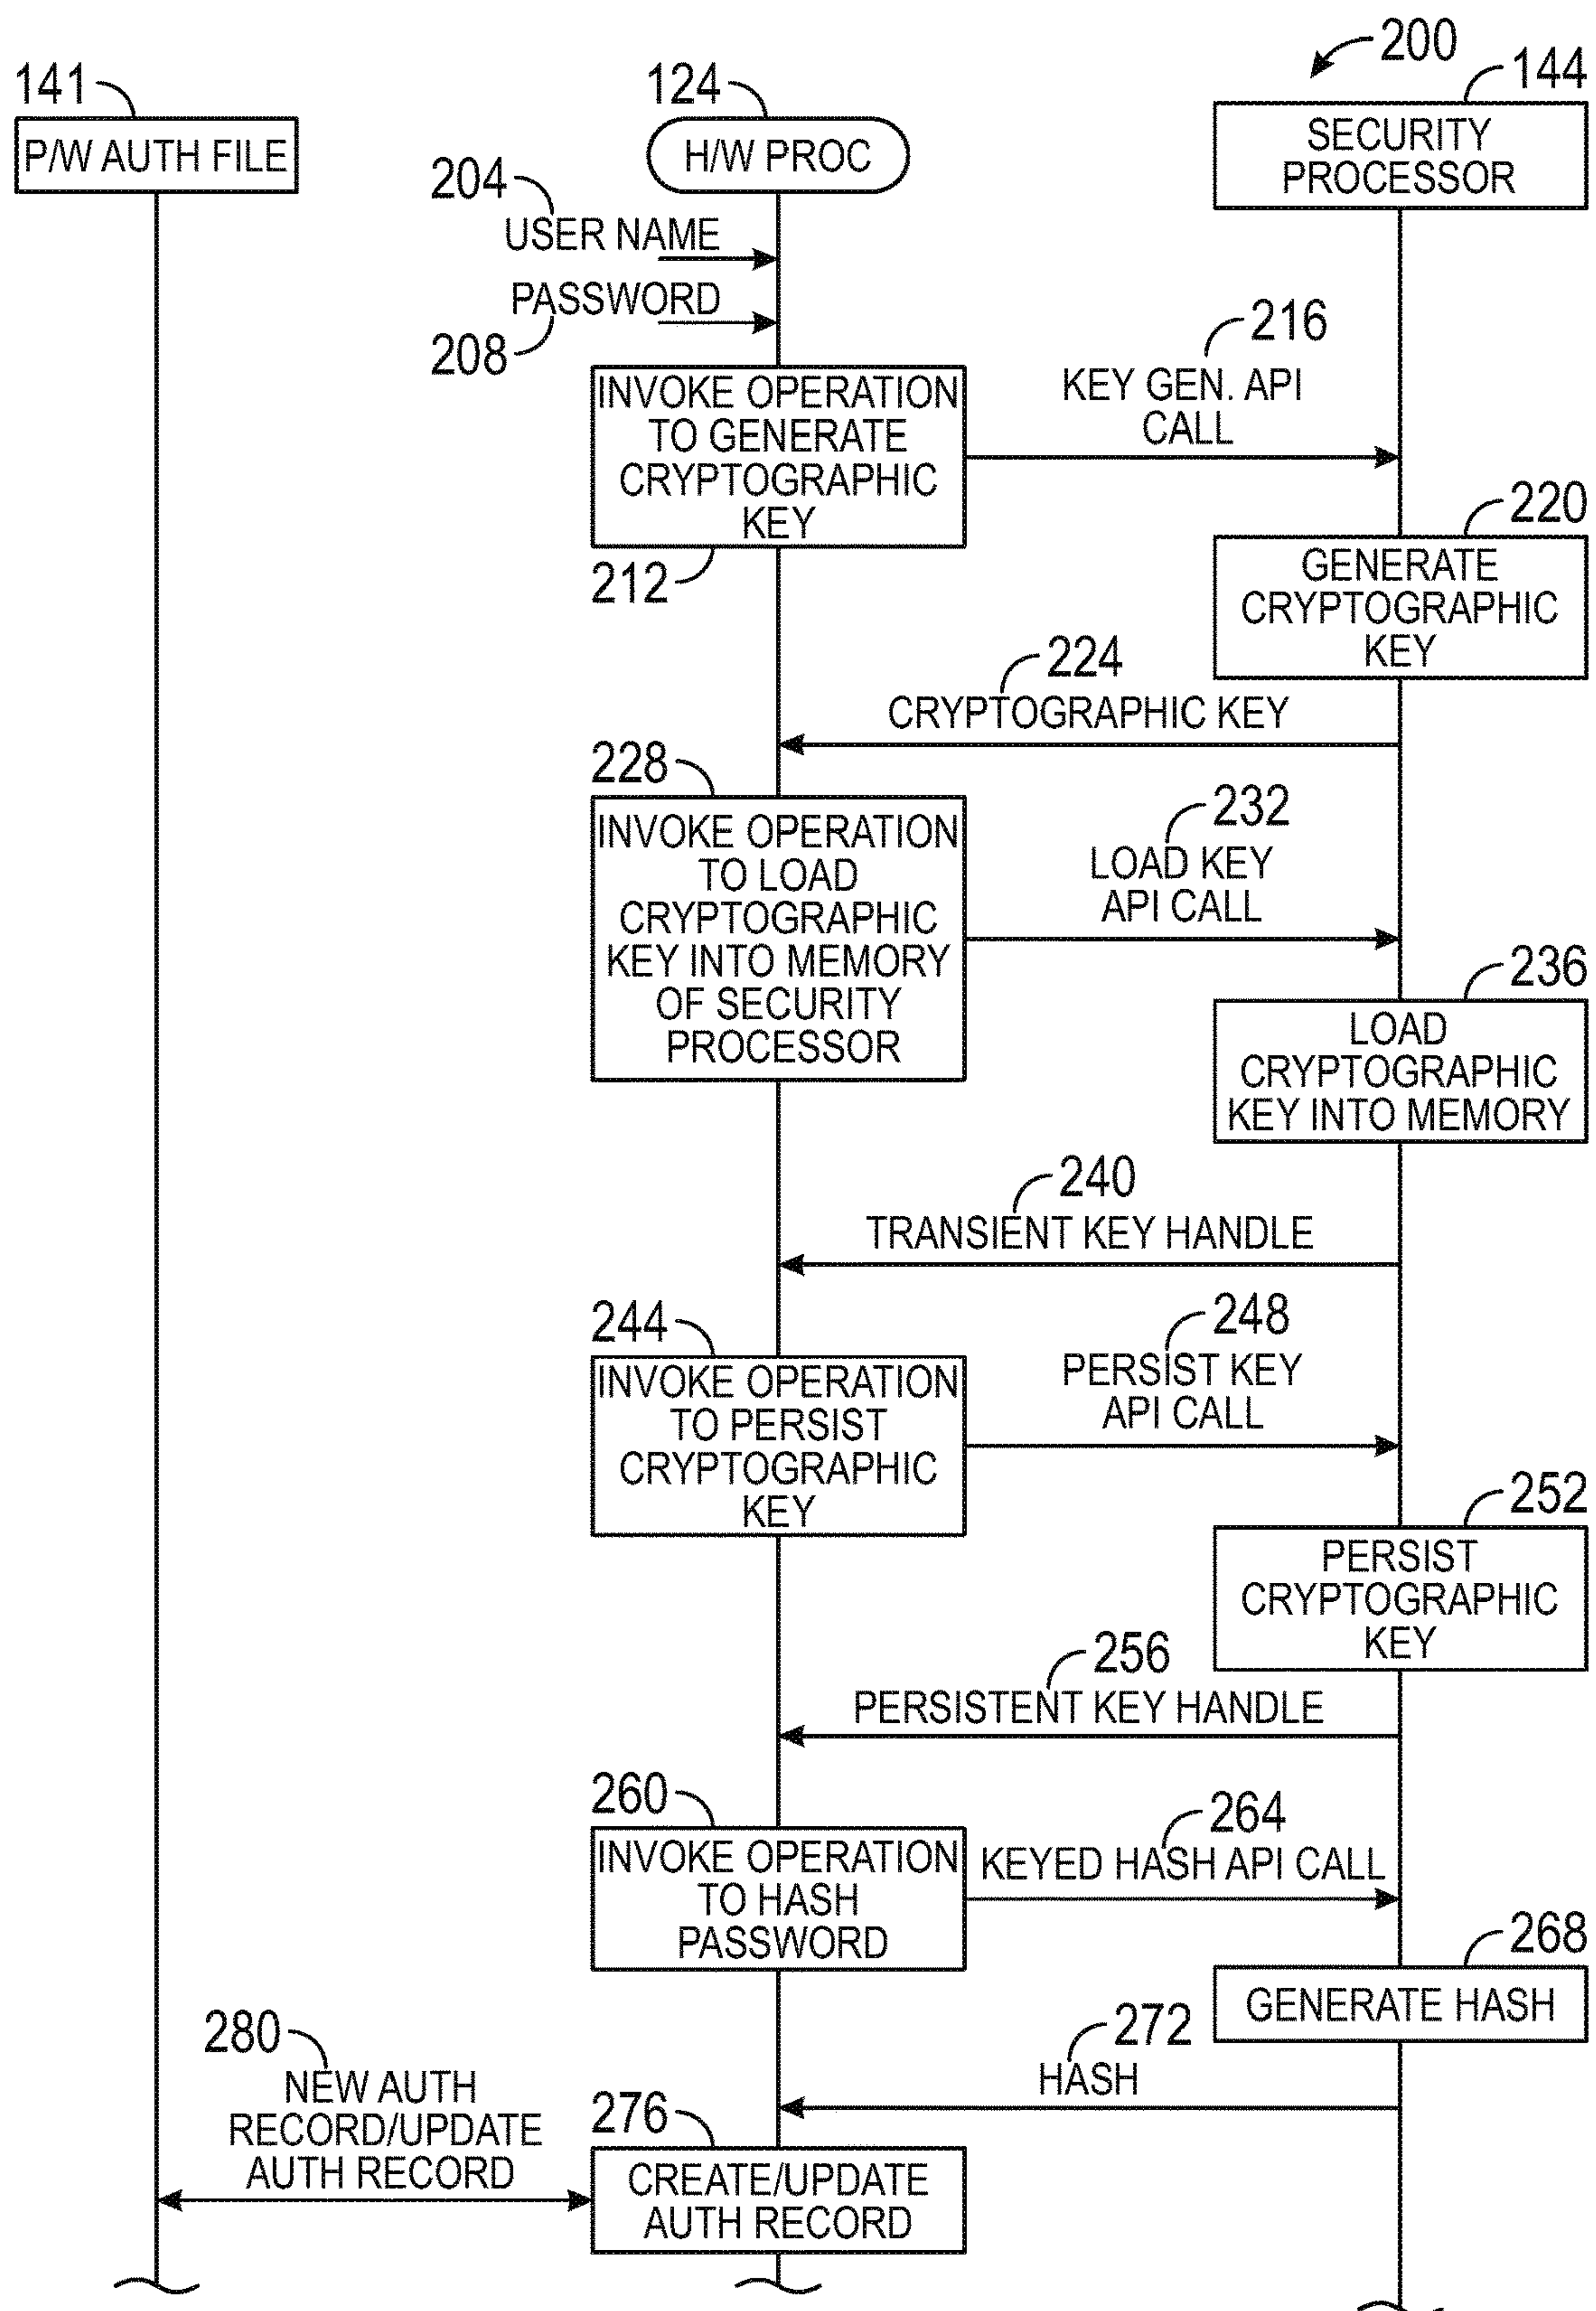 200
141
124
144
P/W AUTH FILE
H/W PROC
SECURITY
PROCESSOR
204
USER NAME
PASSWORD
208
216
KEY GEN. API
CALL
INVOKE OPERATION
TO GENERATE
CRYPTOGRAPHIC
KEY
212
220
GENERATE
CRYPTOGRAPHIC
KEY
224
CRYPTOGRAPHIC KEY
228
INVOKE OPERATION
TO LOAD
CRYPTOGRAPHIC
KEY INTO MEMORY
OF SECURITY
PROCESSOR
232
LOAD KEY
API CALL
236
LOAD
CRYPTOGRAPHIC
KEY INTO MEMORY
240
TRANSIENT KEY HANDLE
244
INVOKE OPERATION
TO PERSIST
CRYPTOGRAPHIC
KEY
248
PERSIST KEY
API CALL
252
PERSIST
CRYPTOGRAPHIC
KEY
256
PERSISTENT KEY HANDLE
260
INVOKE OPERATION
TO HASH
PASSWORD
264
KEYED HASH API CALL
268
GENERATE HASH
272
HASH
280
NEW AUTH
RECORD/UPDATE
AUTH RECORD
276
CREATE/UPDATE
AUTH RECORD